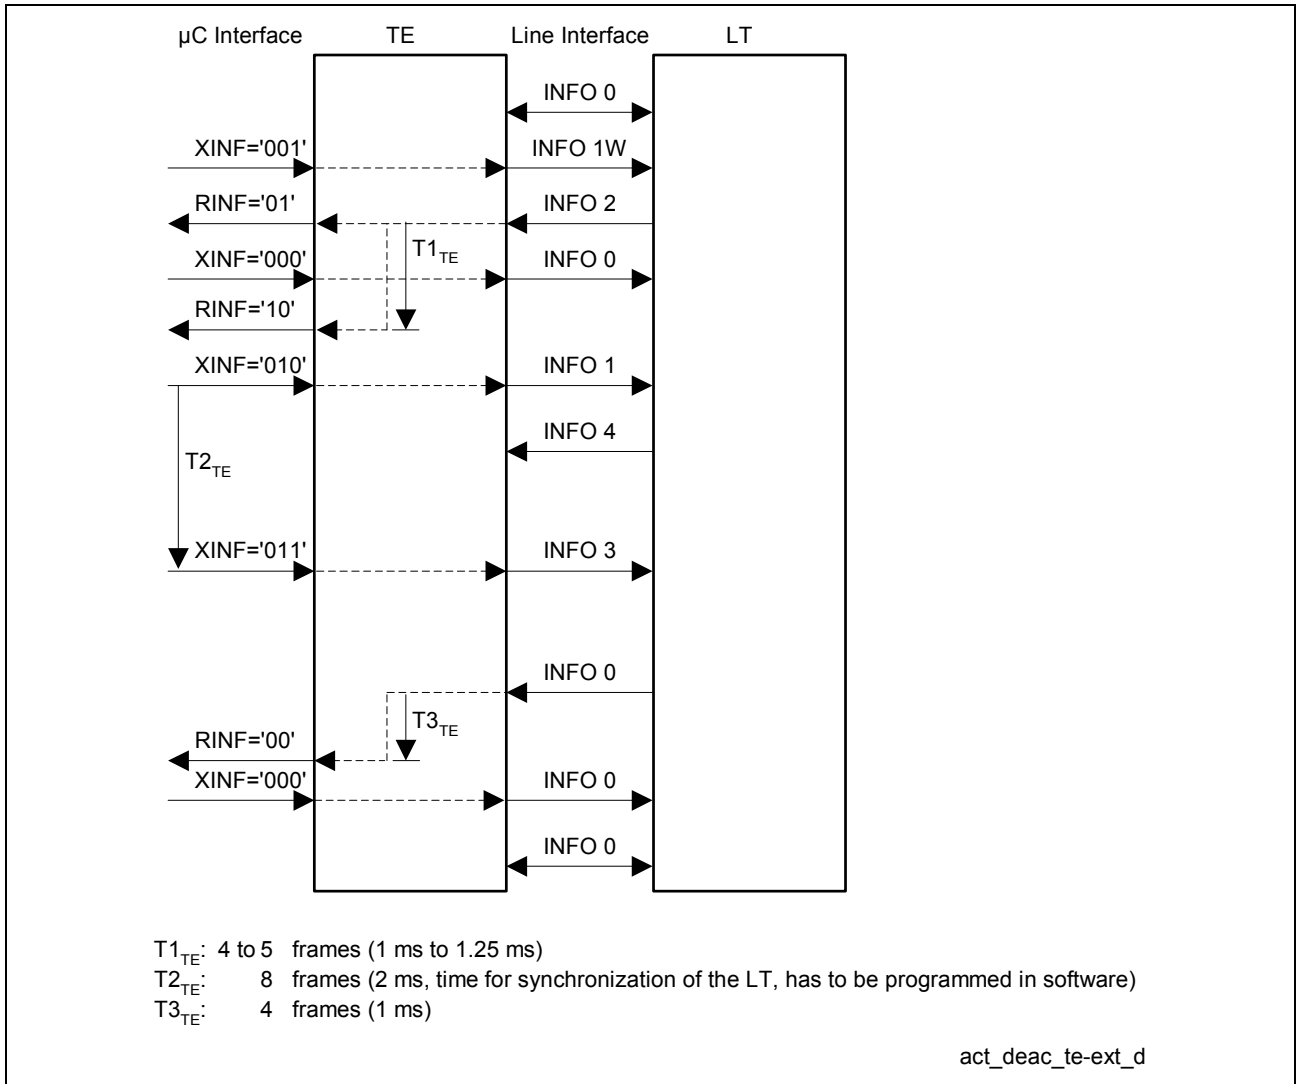 µC Interface TE Line Interface LT
INFO 0
XINF='001' INFO 1W
RINF='01' INFO 2
T1TE
XINF='000' INFO 0
RINF='10'
XINF='010' INFO 1
INFO 4
T2TE
XINF='011' INFO 3
INFO 0
T3TE
RINF='00'
XINF='000' INFO 0
INFO 0
T1TE: 4 to 5 frames (1 ms to 1.25 ms)
T2TE: 8 frames (2 ms, time for synchronization of the LT, has to be programmed in software)
T3TE: 4 frames (1 ms)
act_deac_te-ext_d